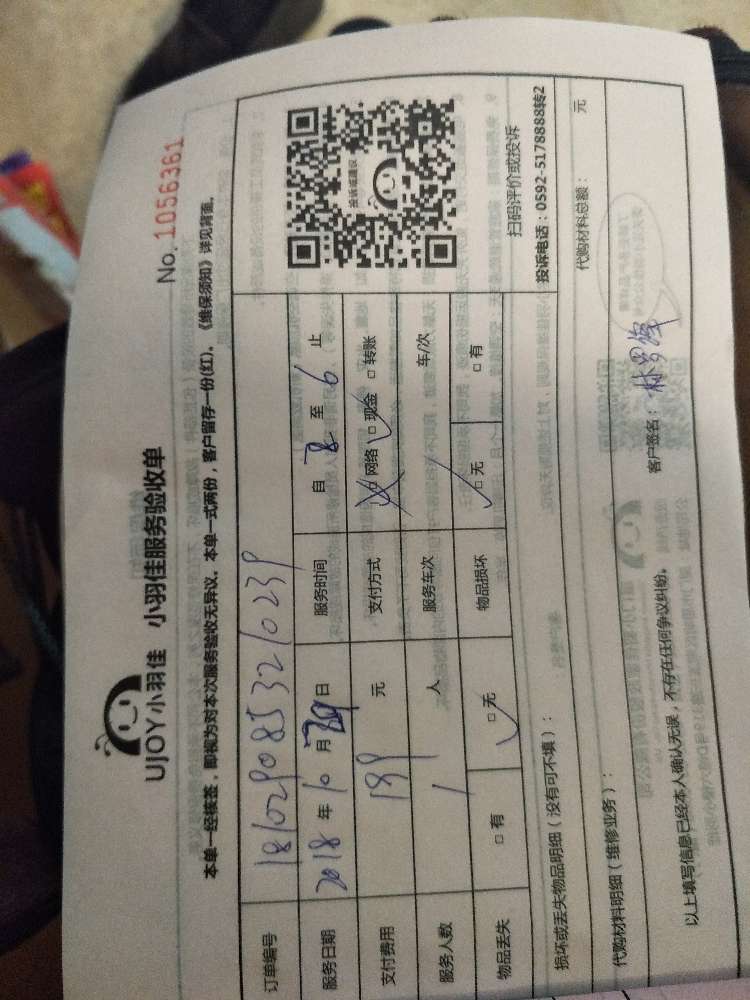 UJOY小羽佳 小羽佳服务验收单
No. 1056361
本单一经核签，即视为对本次服务验收无异议。本单一式两份，客户留存一份(红)。《维保须知》详见背面。
订单编号 1810290853210239
服务日期 2018 年 10 月 29 日 服务时间 自 至 6 止
支付费用 199 元 支付方式 □ 网络 □ 现金 □ 转账
服务人数 1 人 服务车次 车/次
物品丢失 □ 有 □ 无 物品损坏 □ 无 □ 有
投诉或建议
扫码评价或投诉
投诉电话：0592-5178888转2
损坏或丢失物品明细（没有可不填）：
代购材料明细（维修业务）： 代购材料总额： 元
以上填写信息已经本人确认无误，不存在任何争议纠纷。 客户签名：